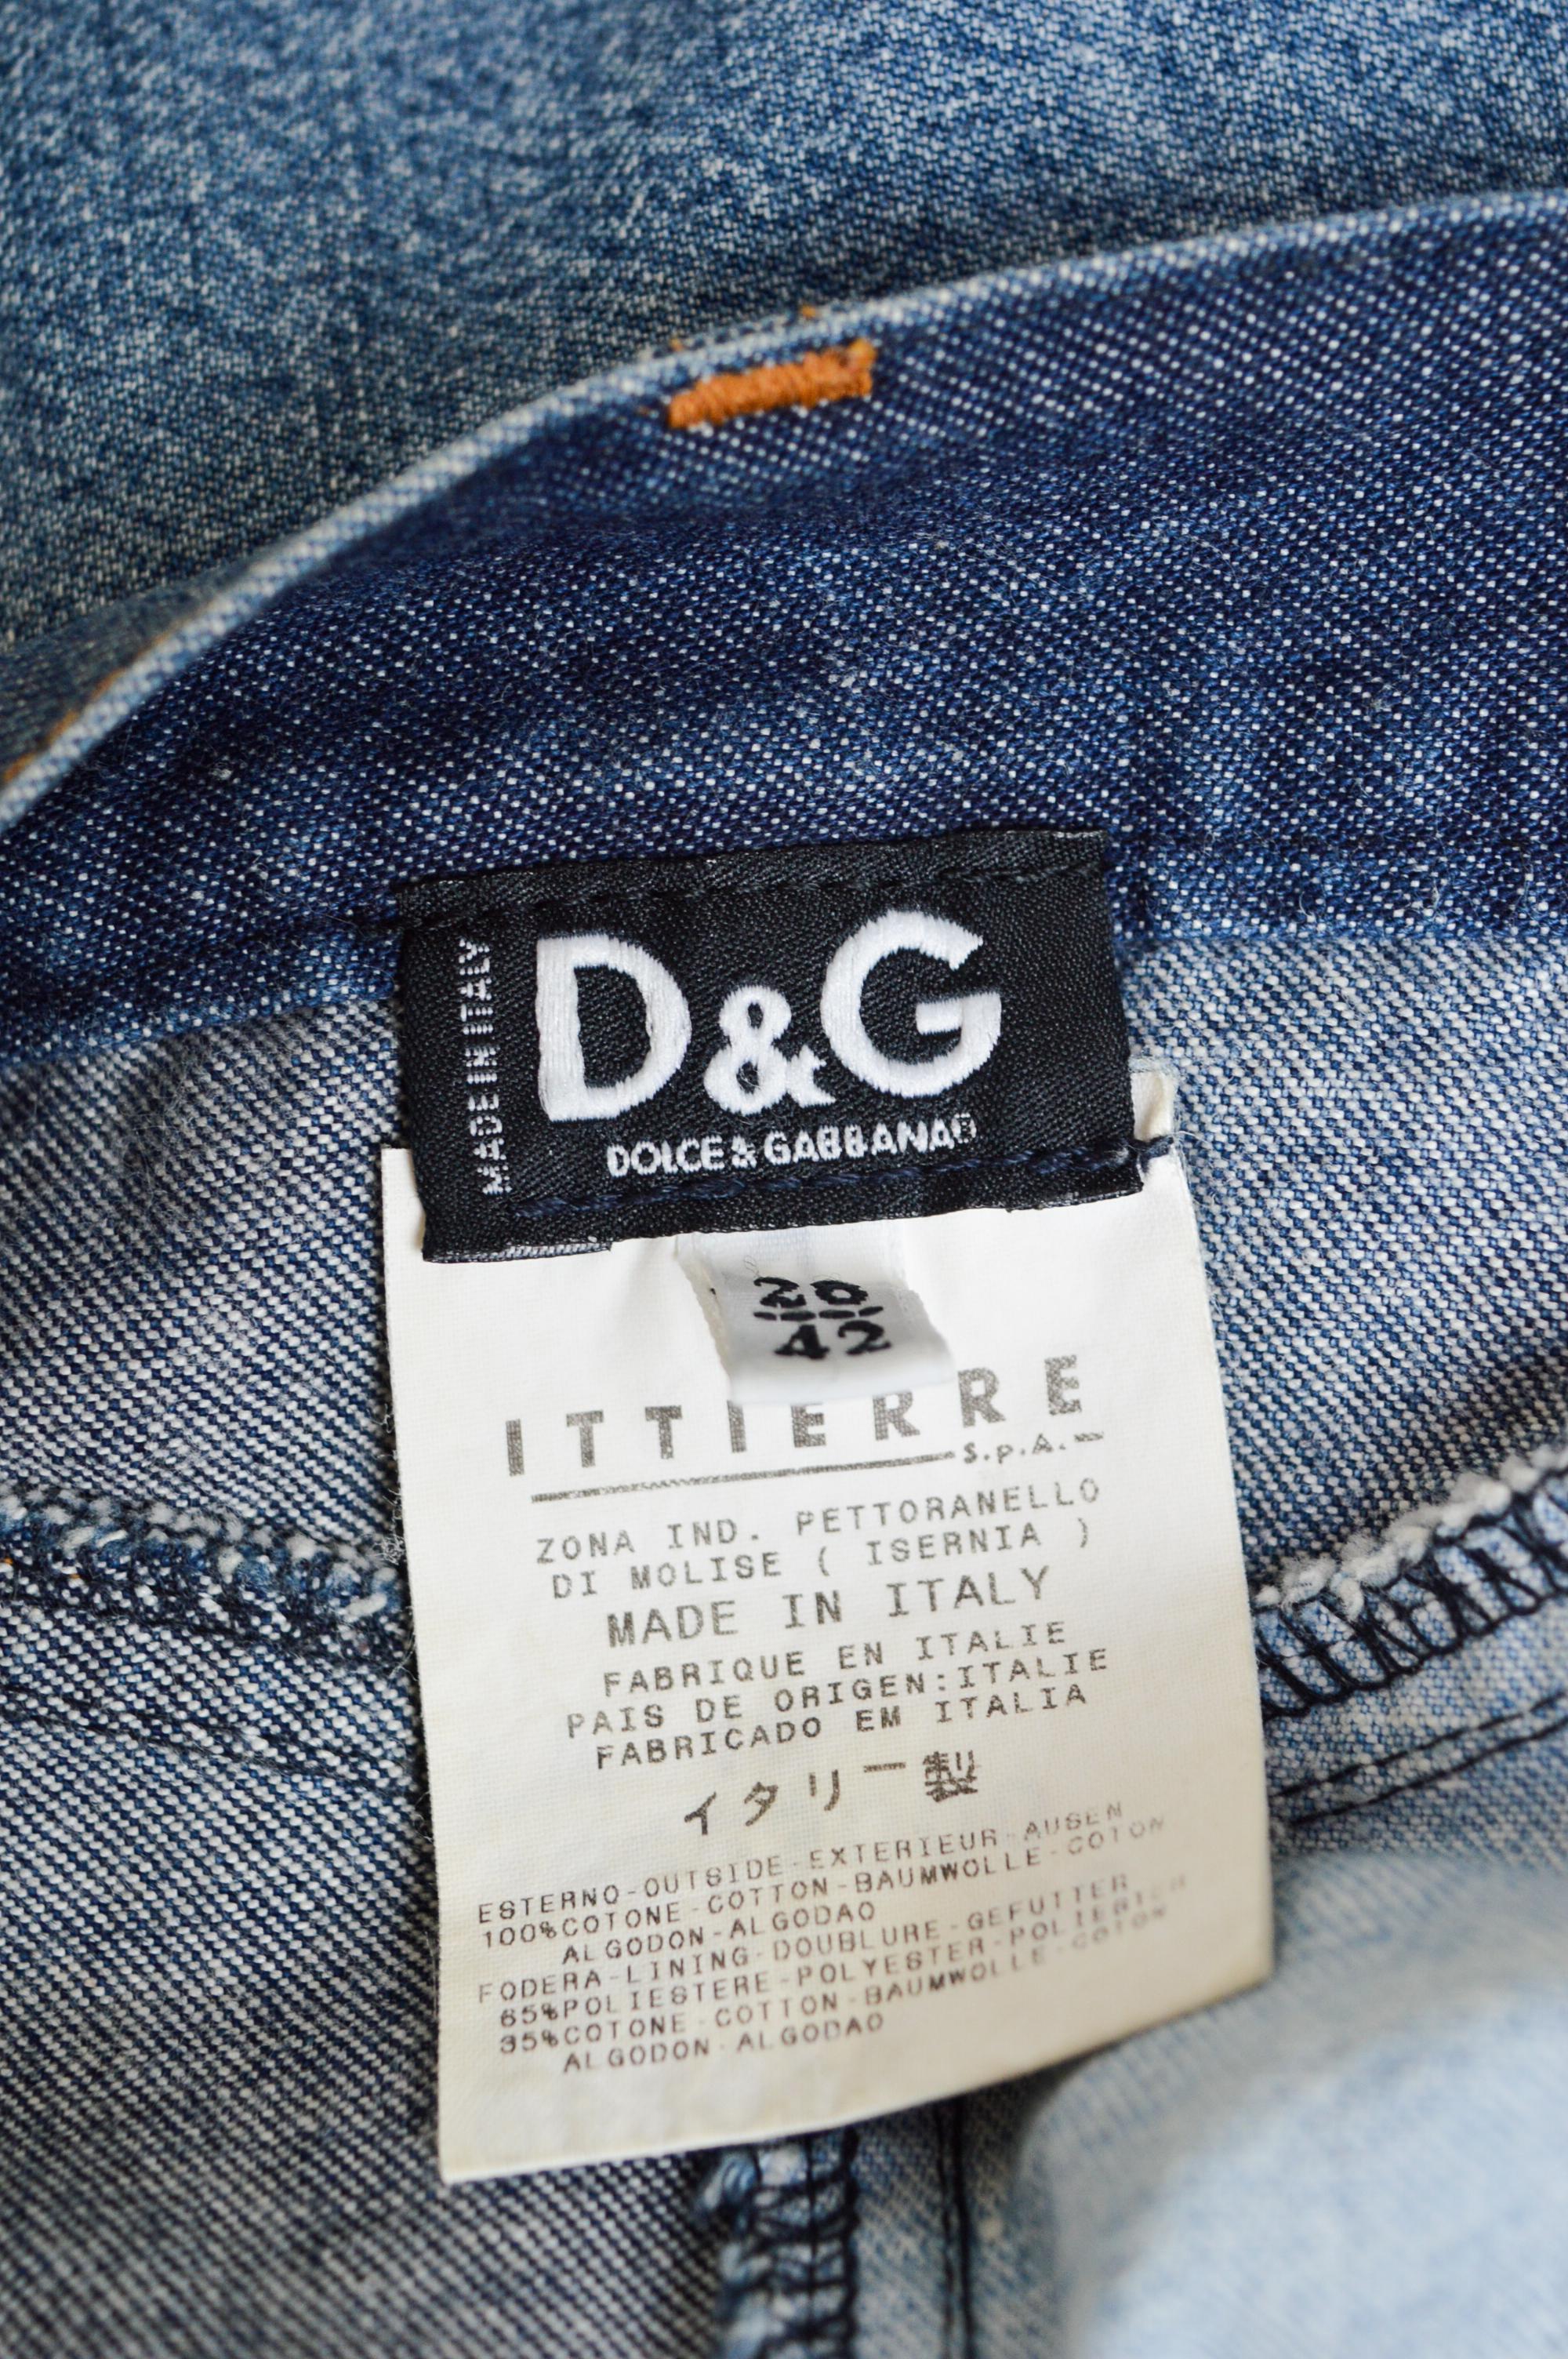 MADE IN ITALY
D&G
DOLCE & GABBANA
42
ITTIERRE
S.p.A.
ZONA IND. PETTORANELLO
DI MOLISE ( ISERNIA )
MADE IN ITALY
FABRIQUE EN ITALIE
PAIS DE ORIGEN:ITALIE
FABRICADO EM ITALIA
イタリー製
ESTERNO-OUTSIDE-EXTERIEUR-AUSEN
100%COTONE-COTTON-BAUMWOLLE-COTON
ALGODON-ALGODAO
FODERA-LINING-DOUBLURE-GEFUTTER
65%POLIESTERE-POLYESTER-POLIESTER
35%COTONE-COTTON-BAUMWOLLE-COTON
ALGODON-ALGODAO